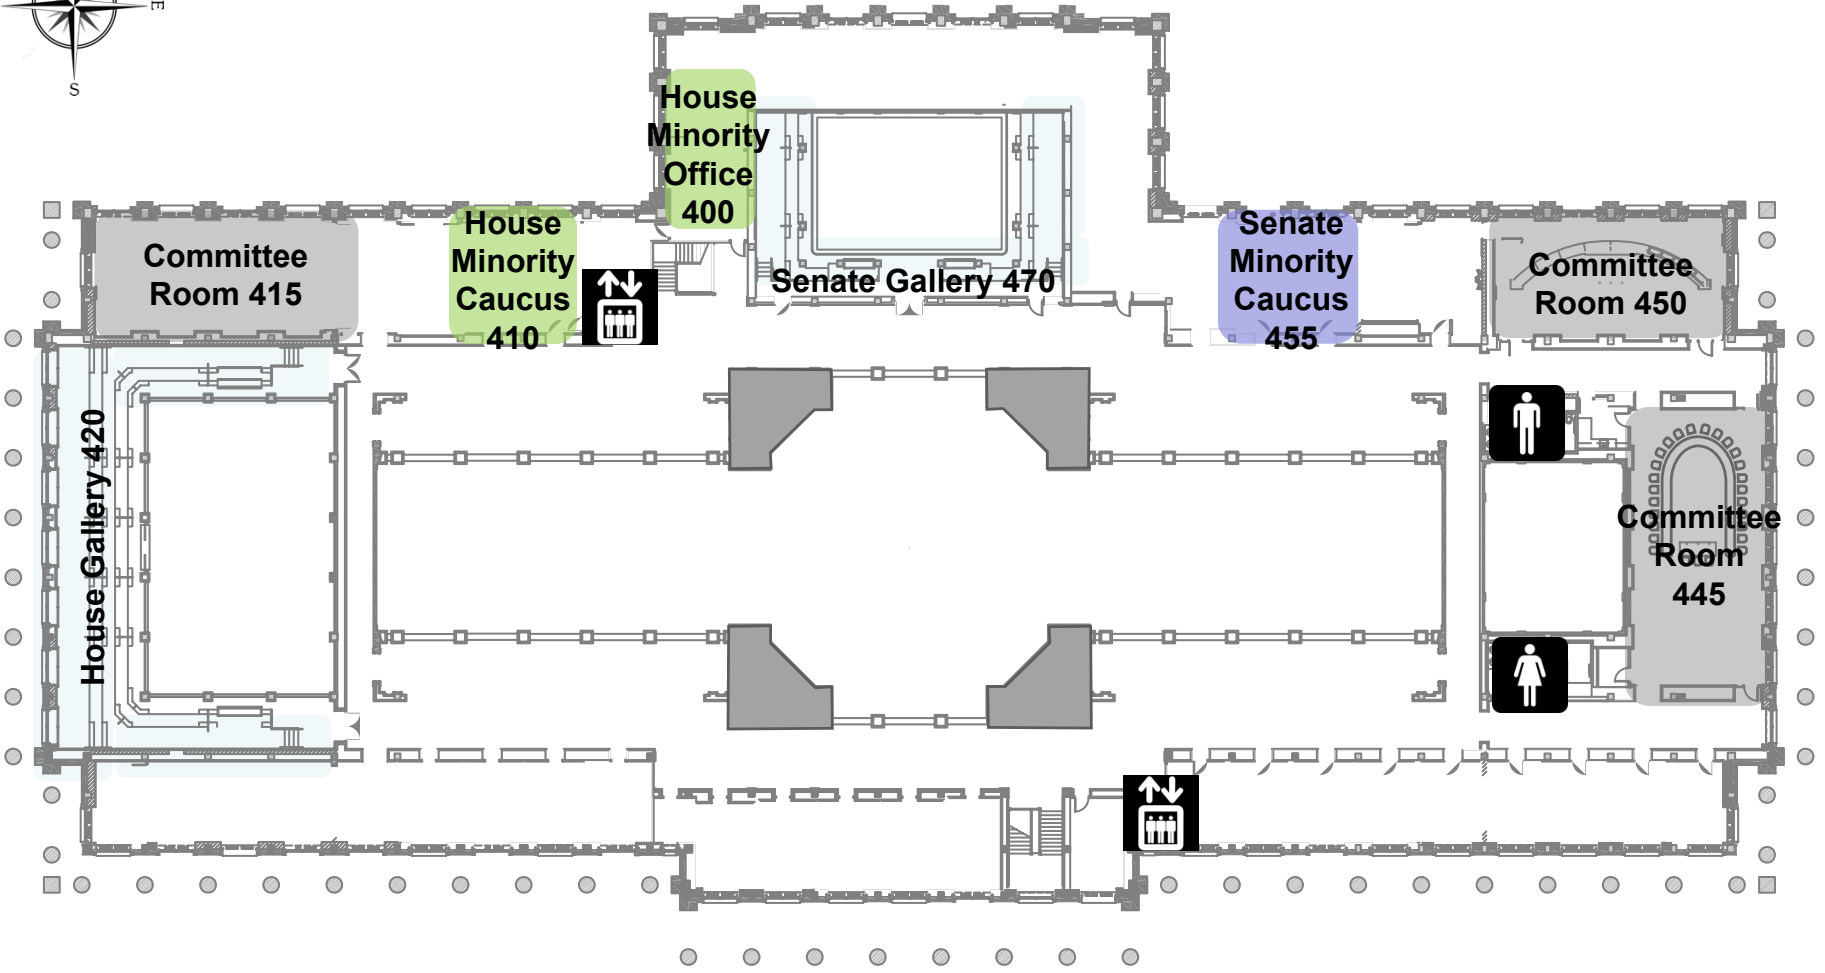 E
S
House
Minority
Office
400
Committee
Room 415
House
Minority
Caucus
410
Senate Gallery 470
Senate
Minority
Caucus
455
Committee
Room 450
House Gallery 420
Committee
Room
445